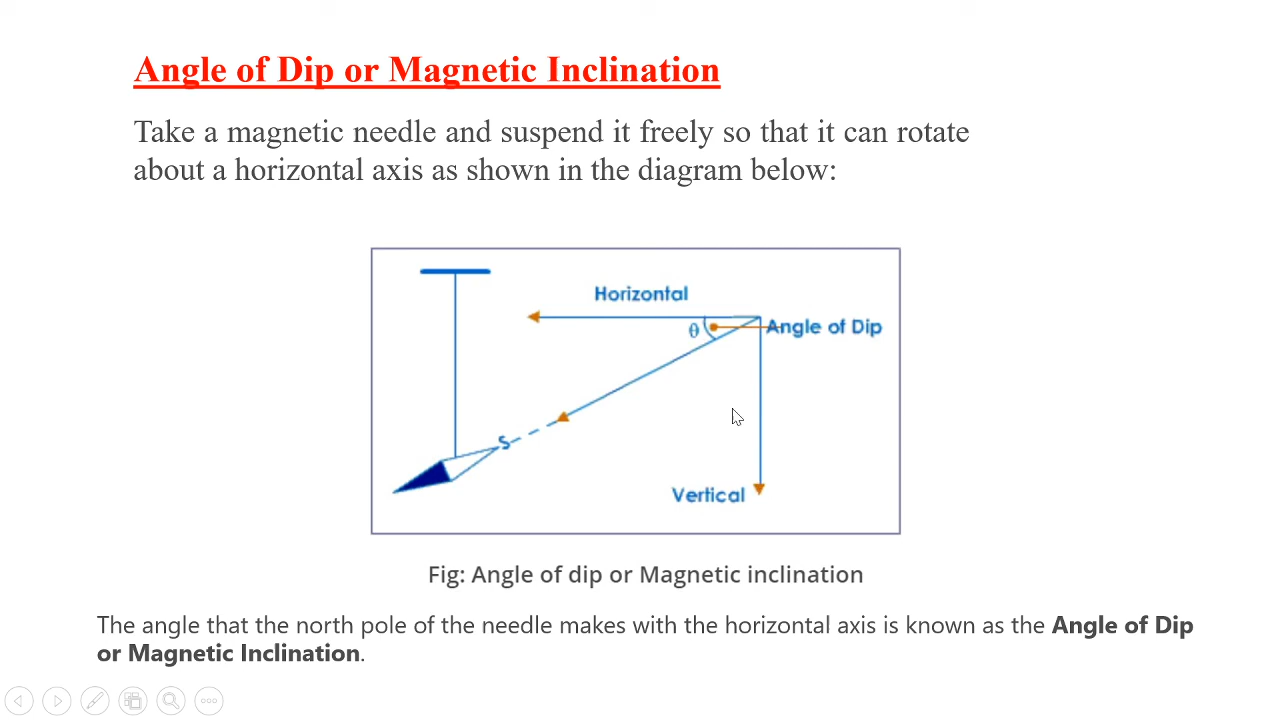 Angle of Dip or Magnetic Inclination
Take a magnetic needle and suspend it freely so that it can rotate
about a horizontal axis as shown in the diagram below:
Horizontal
θ
Angle of Dip
S
Vertical
Fig: Angle of dip or Magnetic inclination
The angle that the north pole of the needle makes with the horizontal axis is known as the Angle of Dip
or Magnetic Inclination.